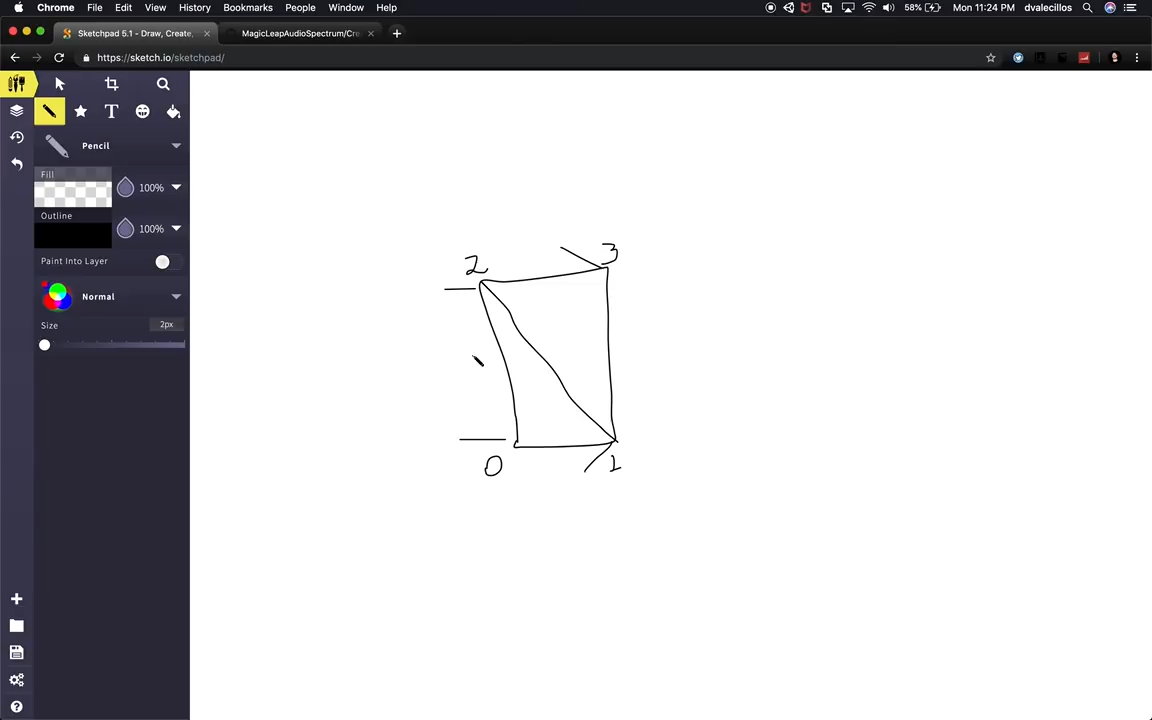 Chrome File Edit View History Bookmarks People Window Help 58% Mon 11:24 PM dvalecillos
Sketchpad 5.1 - Draw, Create, MagicLeapAudioSpectrum/Cre
https://sketch.io/sketchpad/
T
Pencil
Fill
100%
Outline
100%
Paint Into Layer
Normal
Size 2px
2 3
0 1